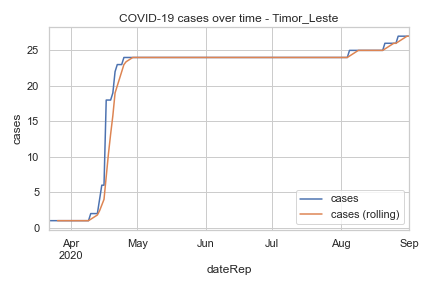 COVID-19 cases over time - Timor_Leste
cases
25
20
15
10
5
0
cases
cases (rolling)
Apr May Jun Jul Aug Sep
2020
dateRep